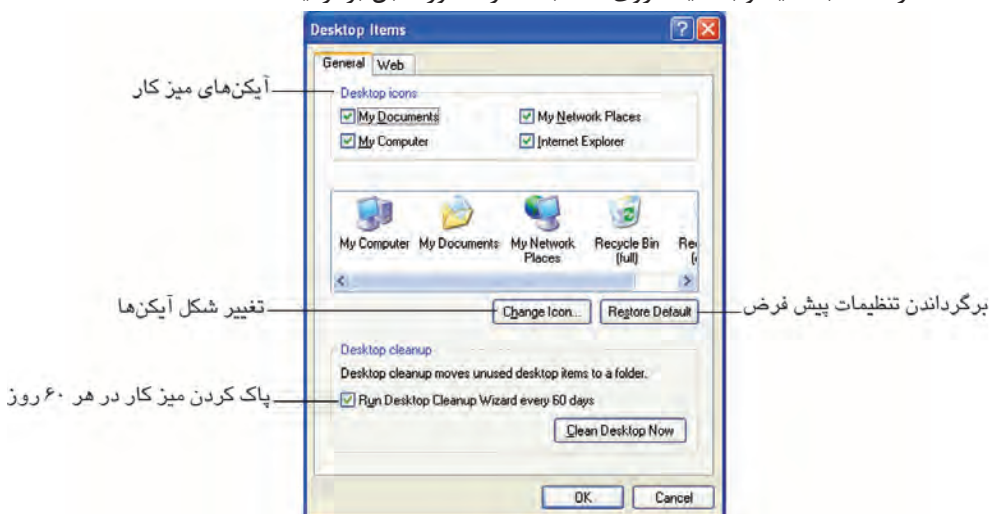 Desktop Items
General Web
آیکن‌های میز کار
Desktop icons
My Documents
My Network Places
My Computer
Internet Explorer
My Computer
My Documents
My Network Places
Recycle Bin (full)
تغییر شکل آیکن‌ها
Change Icon...
Restore Default
برگرداندن تنظیمات پیش فرض
Desktop cleanup
Desktop cleanup moves unused desktop items to a folder.
پاک کردن میز کار در هر ۶۰ روز
Run Desktop Cleanup Wizard every 60 days
Clean Desktop Now
OK Cancel